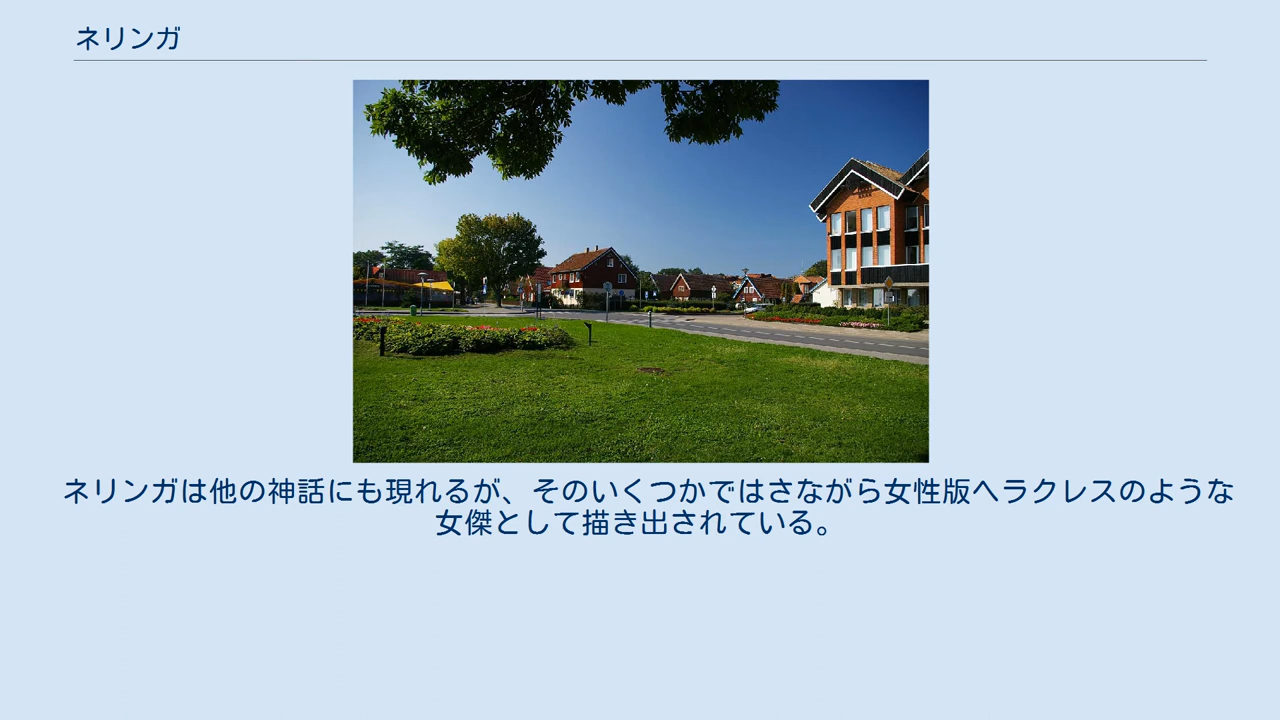 ネリンガ
ネリンガは他の神話にも現れるが、そのいくつかではさながら女性版ヘラクレスのような
女傑として描き出されている。